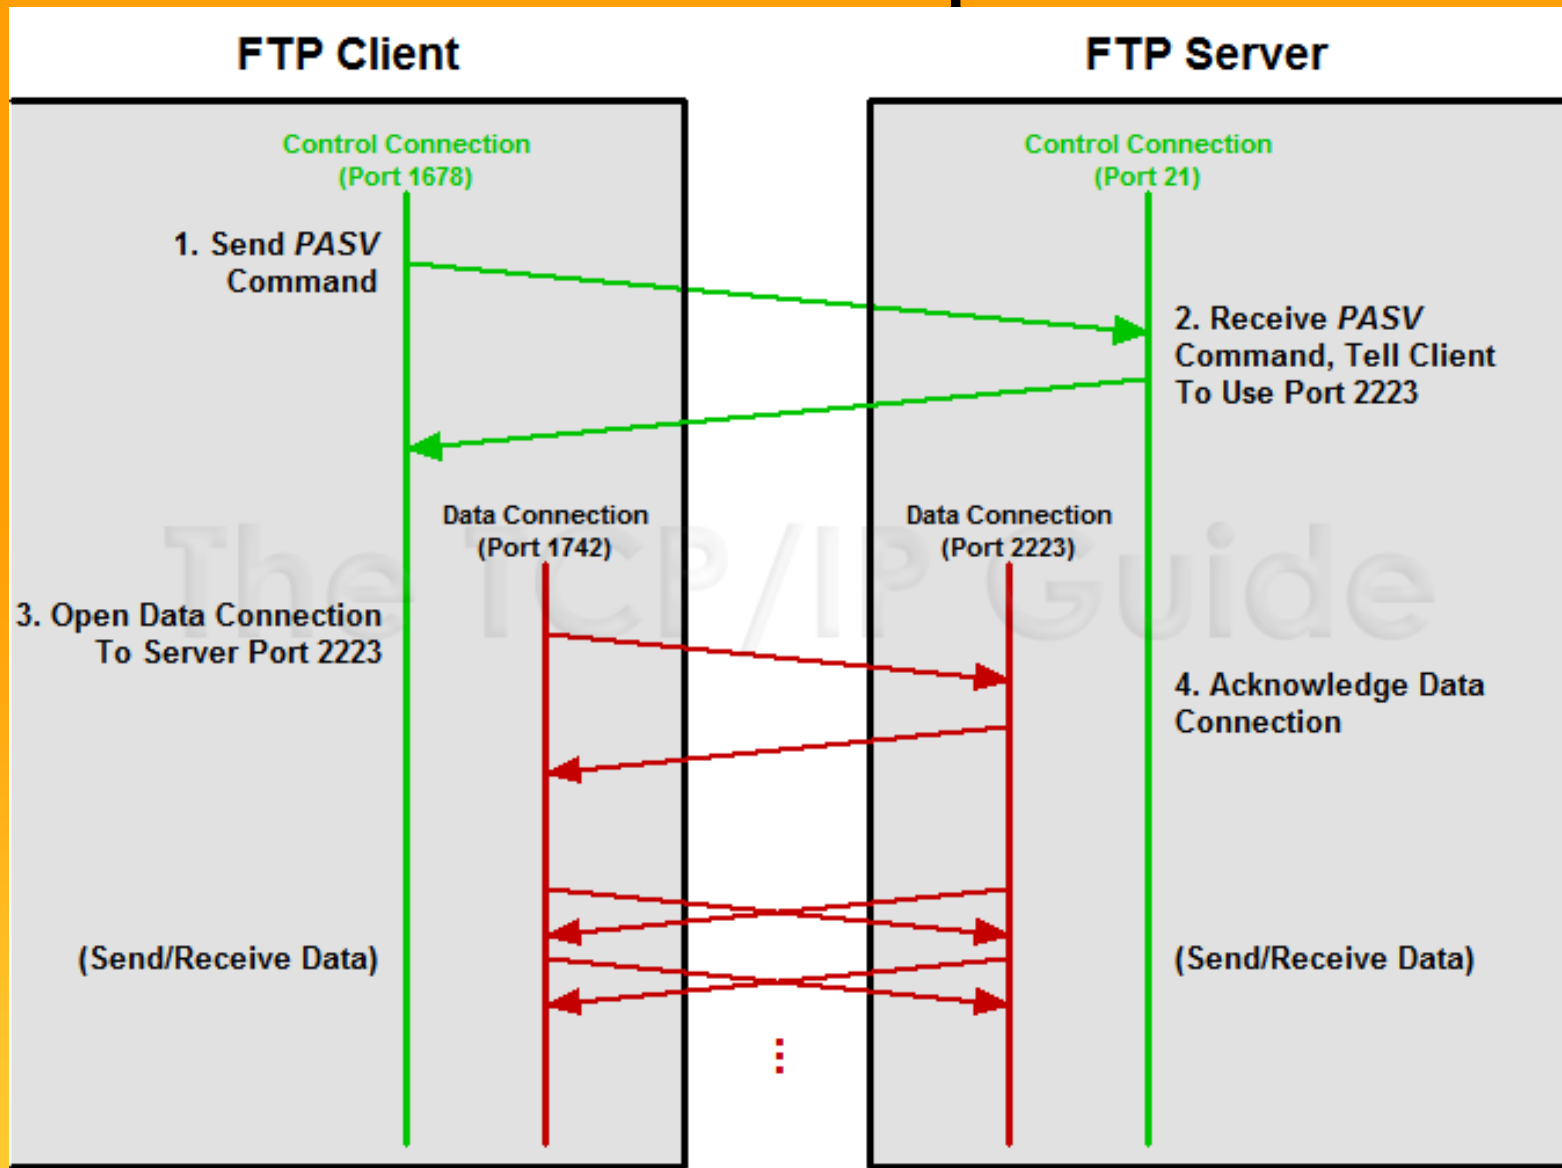 FTP Client
FTP Server
Control Connection
(Port 1678)
Control Connection
(Port 21)
1. Send PASV
Command
2. Receive PASV
Command, Tell Client
To Use Port 2223
Data Connection
(Port 1742)
Data Connection
(Port 2223)
The TCP/IP Guide
3. Open Data Connection
To Server Port 2223
4. Acknowledge Data
Connection
(Send/Receive Data)
(Send/Receive Data)